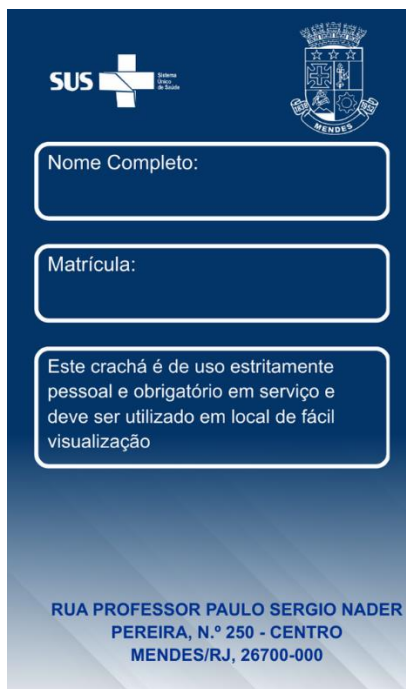 SUS
Sistema
Único
de Saúde
MENDES
Nome Completo:
Matrícula:
Este crachá é de uso estritamente
pessoal e obrigatório em serviço e
deve ser utilizado em local de fácil
visualização
RUA PROFESSOR PAULO SERGIO NADER
PEREIRA, N.º 250 - CENTRO
MENDES/RJ, 26700-000